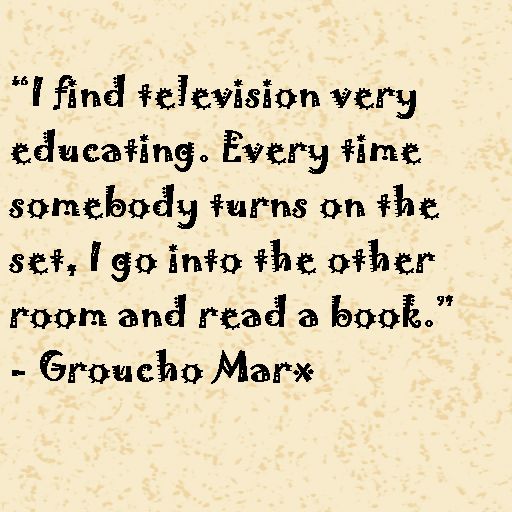 “I find television very
educating. Every time
somebody turns on the
set, I go into the other
room and read a book.”
- Groucho Marx